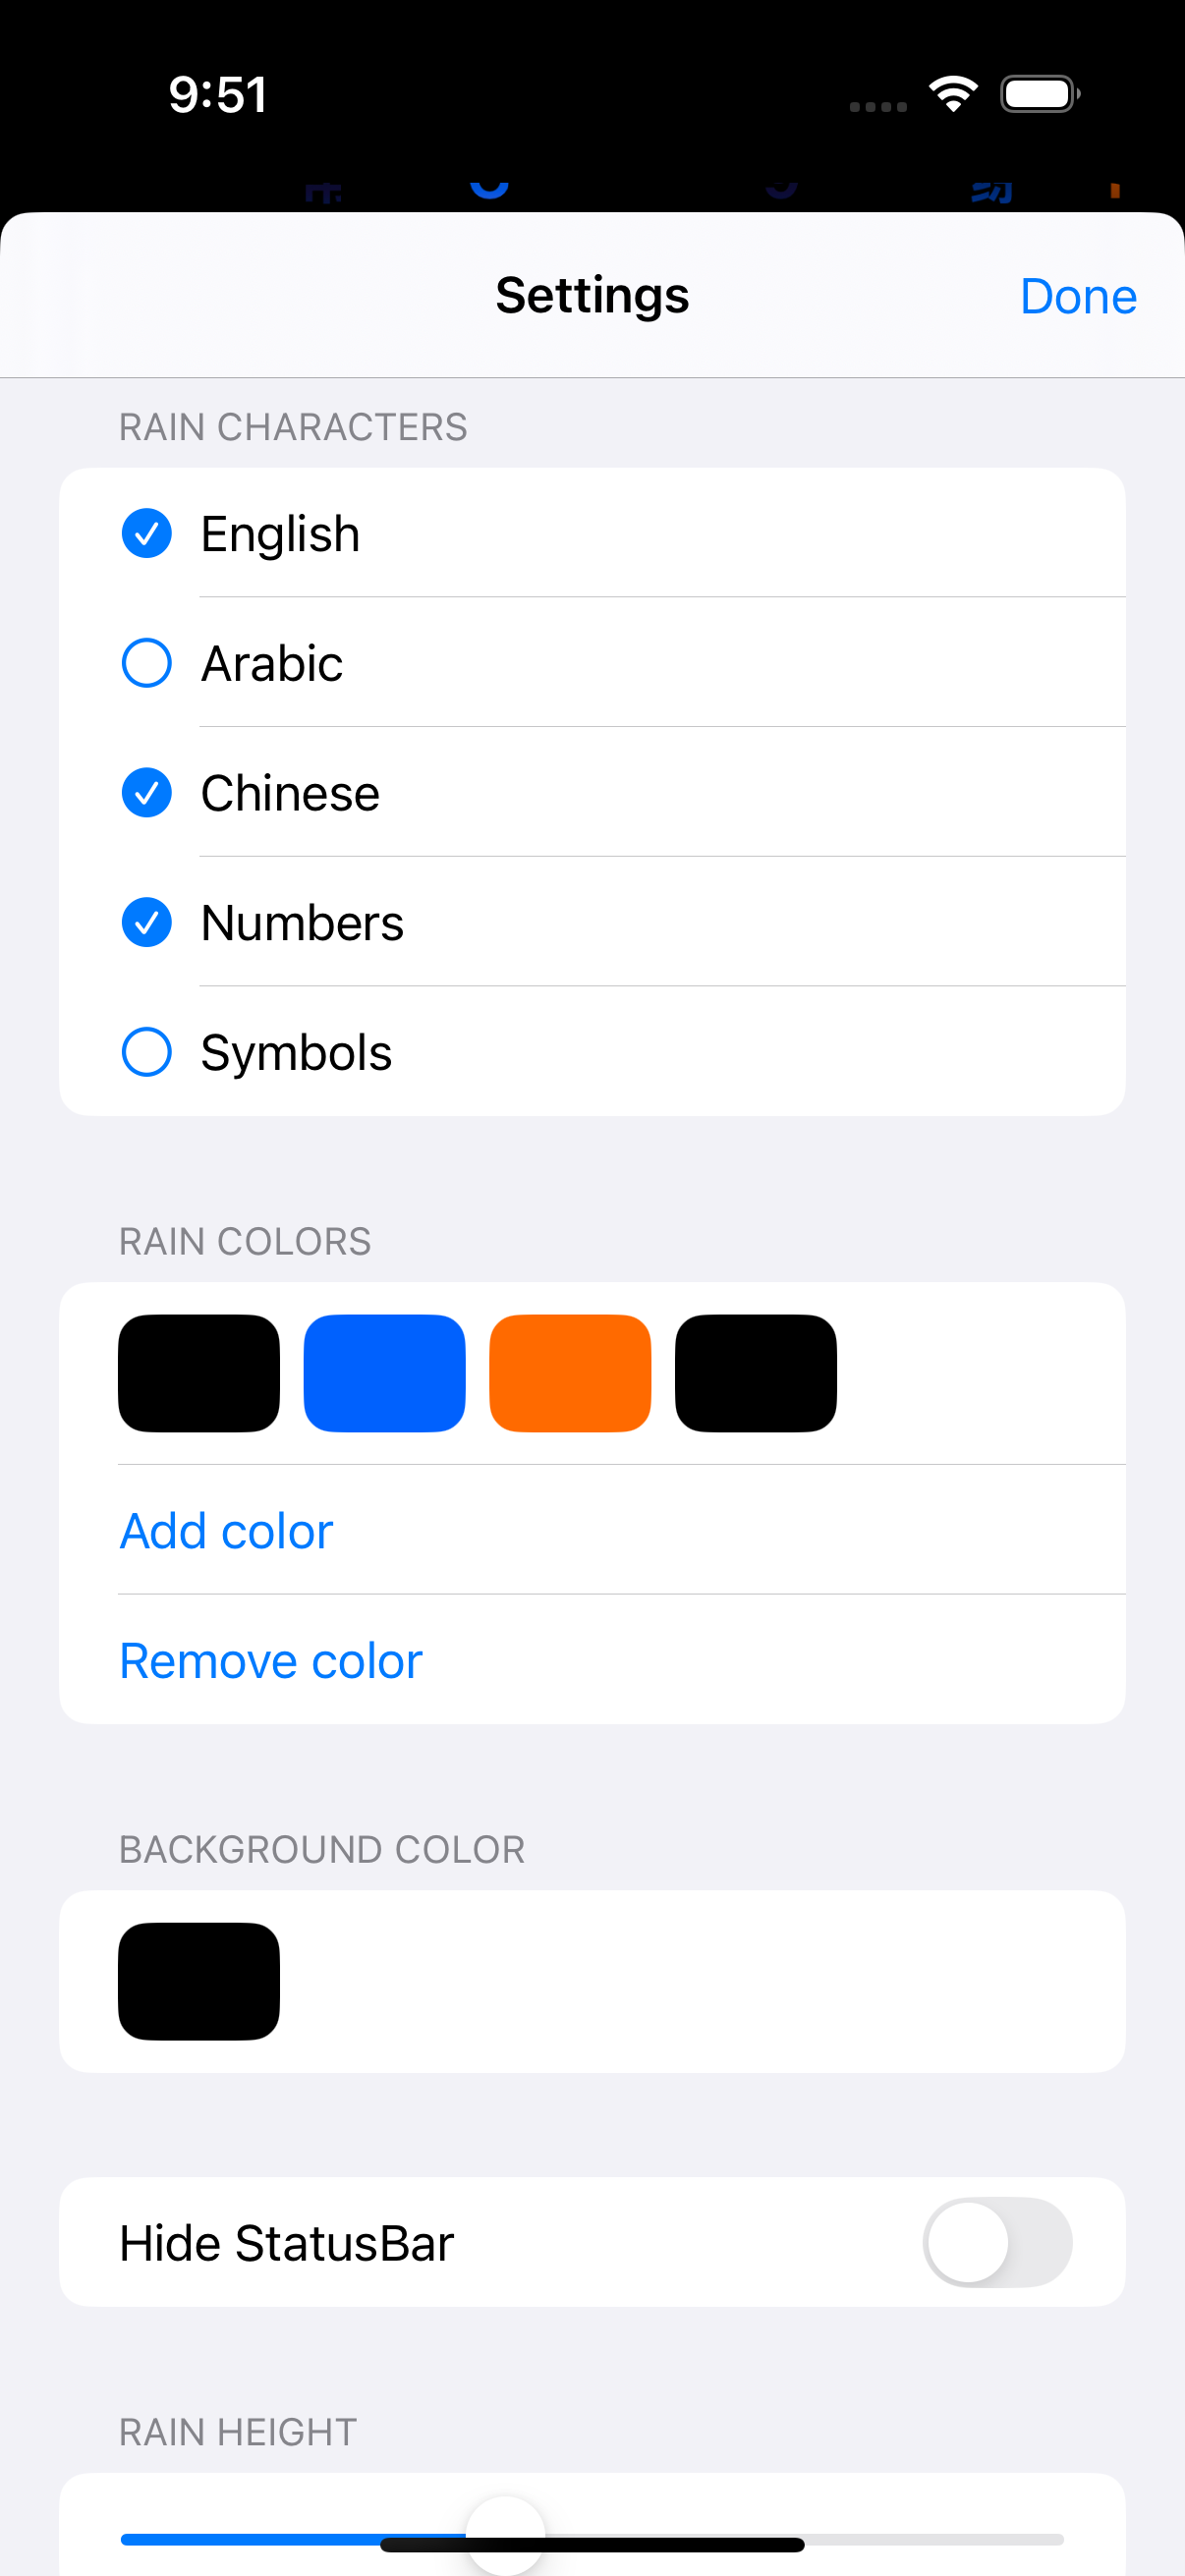 9:51
Settings
Done
RAIN CHARACTERS
English
Arabic
Chinese
Numbers
Symbols
RAIN COLORS
Add color
Remove color
BACKGROUND COLOR
Hide StatusBar
RAIN HEIGHT